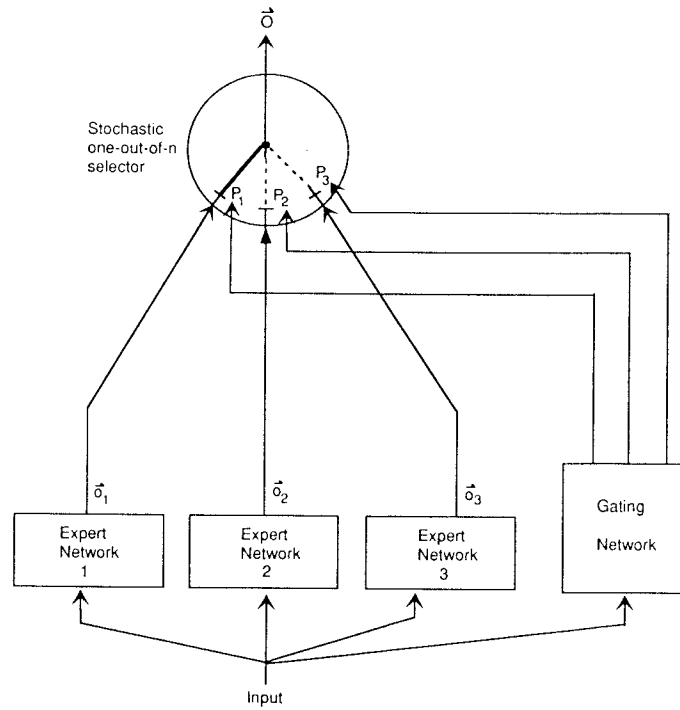 O
Stochastic
one-out-of-n
selector
P1
P2
P3
o1
o2
o3
Expert
Network
1
Expert
Network
2
Expert
Network
3
Gating
Network
Input